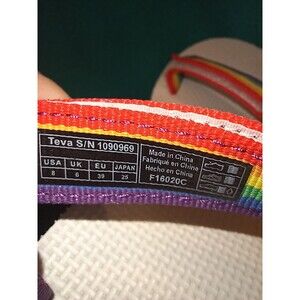 Teva S/N 1090969
USA UK EU JAPAN
8 6 39 25
Made in China
Fabriqué en China
Hecho en China
F16020C